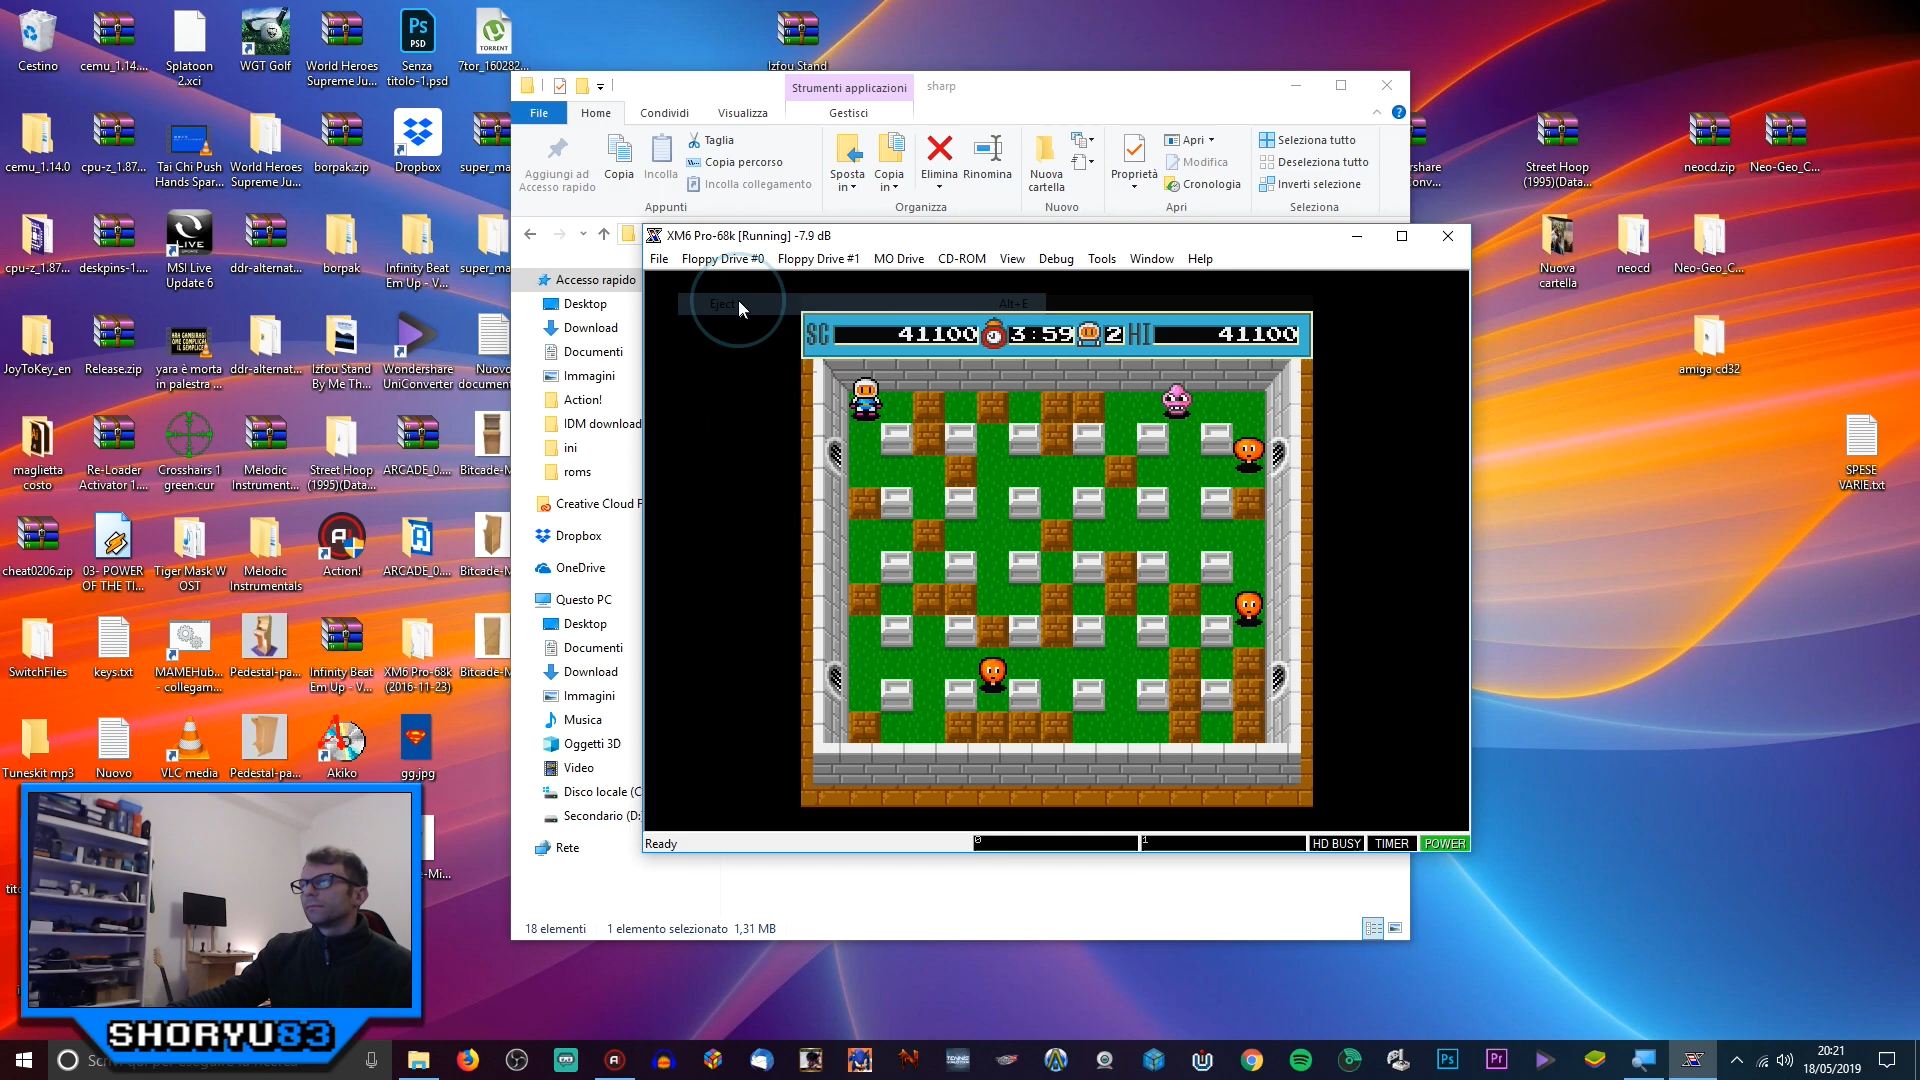 Cestino
cemu_1.14....
Splatoon
2.xci
WGT Golf
World Heroes
Supreme Ju...
Senza
titolo-1.psd
7tor_160282...
Izfou Stand
cemu_1.14.0
cpu-z_1.87...
Tai Chi Push
Hands Spar...
World Heroes
Supreme Ju...
borpak.zip
Dropbox
super_ma
cpu-z_1.87...
deskpins-1....
MSI Live
Update 6
ddr-alternat...
borpak
Infinity Beat
Em Up - V...
super_ma
JoyToKey_en
Release.zip
yara è morta
in palestra ...
ddr-alternat...
Izfou Stand
By Me Th...
Wondershare
UniConverter
Nuovo
document
maglietta
costo
Re-Loader
Activator 1....
Crosshairs 1
green.cur
Melodic
Instrument...
Street Hoop
(1995)(Data...
ARCADE_0....
Bitcade-M
cheat0206.zip
03- POWER
OF THE TI...
Tiger Mask W
OST
Melodic
Instrumentals
Action!
ARCADE_0....
Bitcade-M
SwitchFiles
keys.txt
MAMEHub...
- collegam...
Pedestal-pa...
Infinity Beat
Em Up - V...
XM6 Pro-68k
(2016-11-23)
Bitcade-M
Tuneskit mp3
Nuovo
VLC media
Pedestal-pa...
Akiko
gg.jpg
-Mi...
Strumenti applicazioni
sharp
File
Home
Condividi
Visualizza
Gestisci
Aggiungi ad
Accesso rapido
Copia
Incolla
Taglia
Copia percorso
Incolla collegamento
Appunti
Sposta
in
Copia
in
Elimina
Rinomina
Organizza
Nuova
cartella
Nuovo
Proprietà
Apri
Modifica
Cronologia
Apri
Seleziona tutto
Deseleziona tutto
Inverti selezione
Seleziona
Accesso rapido
Desktop
Download
Documenti
Immagini
Action!
IDM download
ini
roms
Creative Cloud F
Dropbox
OneDrive
Questo PC
Desktop
Documenti
Download
Immagini
Musica
Oggetti 3D
Video
Disco locale (C
Secondario (D:
Rete
18 elementi
1 elemento selezionato 1,31 MB
XM6 Pro-68k [Running] -7.9 dB
File
Floppy Drive #0
Floppy Drive #1
MO Drive
CD-ROM
View
Debug
Tools
Window
Help
Eject
Alt+E
SC 41100 3:59 2 HI 41100
Ready
0
1
HD BUSY
TIMER
POWER
Street Hoop
(1995)(Data...
neocd.zip
Neo-Geo_C...
Nuova
cartella
neocd
Neo-Geo_C...
amiga cd32
SPESE
VARIE.txt
SHORYU83
20:21
18/05/2019